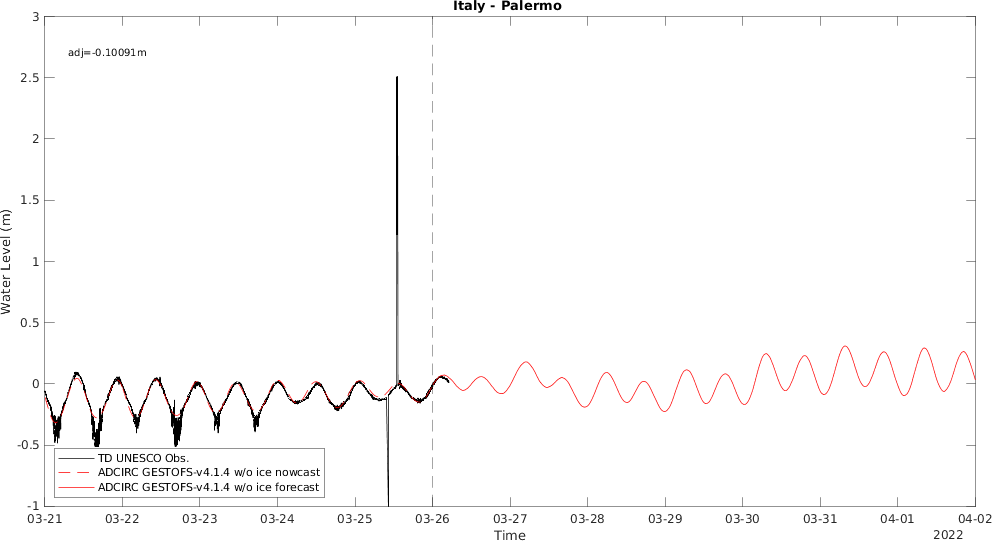 Italy - Palermo
adj=-0.10091m
Water Level (m)
3
2.5
2
1.5
1
0.5
0
-0.5
-1
TD UNESCO Obs.
ADCIRC GESTOFS-v4.1.4 w/o ice nowcast
ADCIRC GESTOFS-v4.1.4 w/o ice forecast
03-21 03-22 03-23 03-24 03-25 03-26 03-27 03-28 03-29 03-30 03-31 04-01 04-02
Time
2022